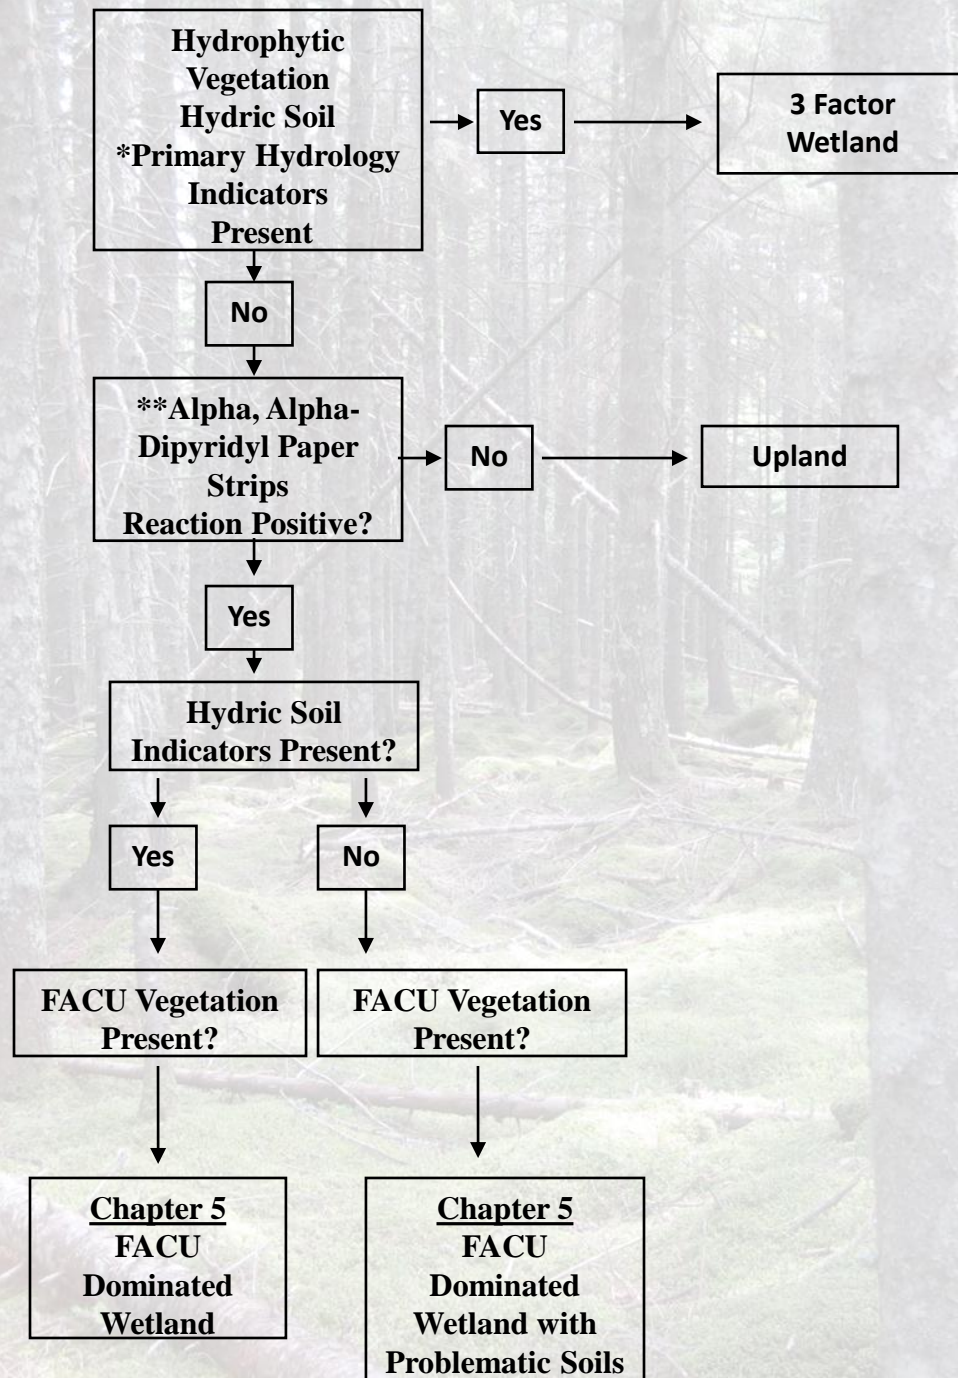 Hydrophytic
Vegetation
Hydric Soil
*Primary Hydrology
Indicators
Present
Yes
3 Factor
Wetland
No
**Alpha, Alpha-
Dipyridyl Paper
Strips
Reaction Positive?
No
Upland
Yes
Hydric Soil
Indicators Present?
Yes
No
FACU Vegetation
Present?
FACU Vegetation
Present?
Chapter 5
FACU
Dominated
Wetland
Chapter 5
FACU
Dominated
Wetland with
Problematic Soils